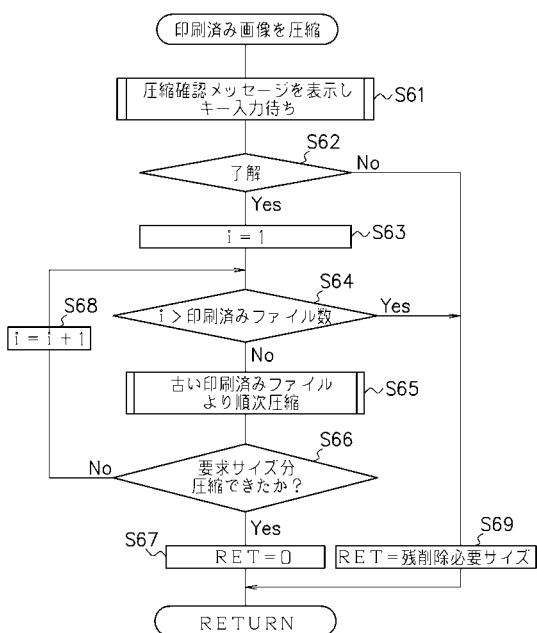 印刷済み画像を圧縮
圧縮確認メッセージを表示し
キー入力待ち
S61
S62
了解
No
Yes
i=1
S63
S68
S64
i>印刷済みファイル数
Yes
i=i+1
No
古い印刷済みファイル
より順次圧縮
S65
S66
要求サイズ分
圧縮できたか?
No
Yes
S67
RET=0
S69
RET=残削除必要サイズ
RETURN